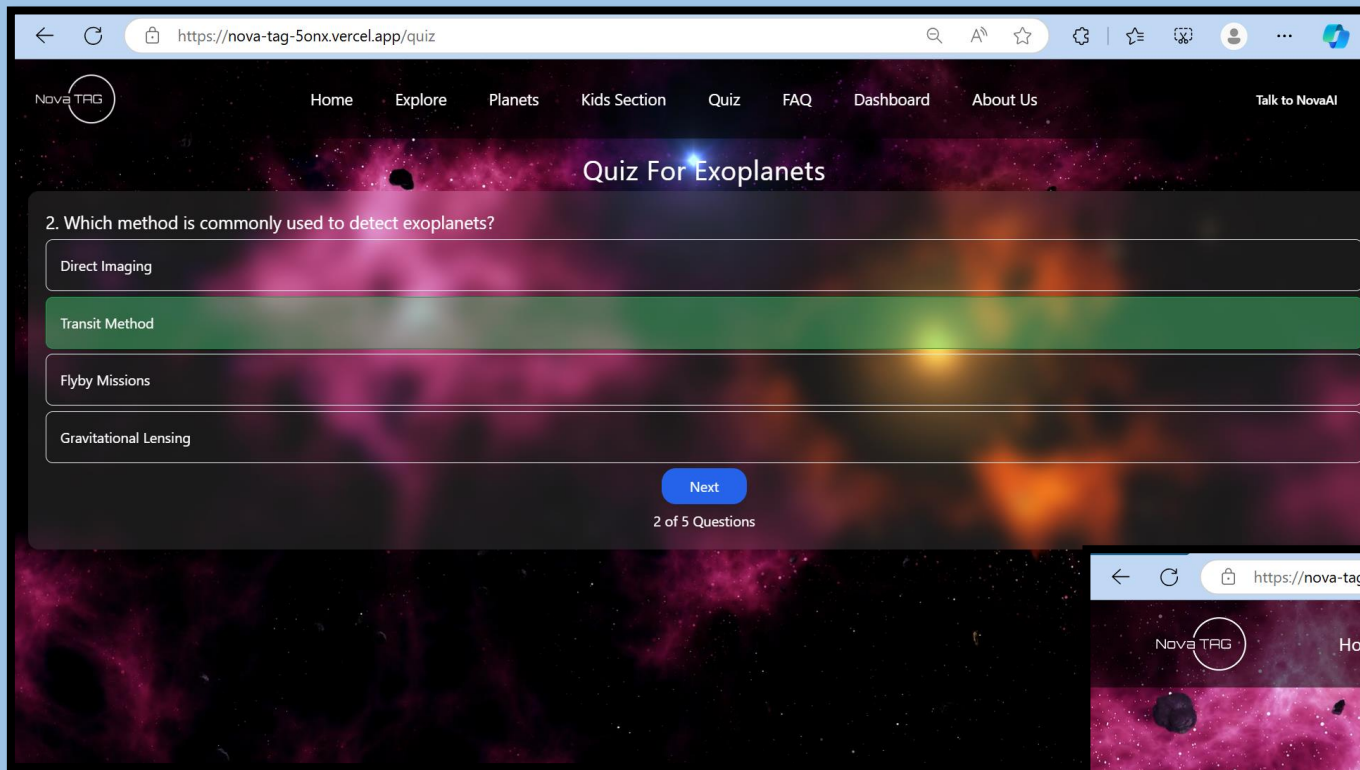 https://nova-tag-5onx.vercel.app/quiz
Nova TAG Home Explore Planets Kids Section Quiz FAQ Dashboard About Us Talk to NovaAI
Quiz For Exoplanets
2. Which method is commonly used to detect exoplanets?
Direct Imaging
Transit Method
Flyby Missions
Gravitational Lensing
Next
2 of 5 Questions
https://nova-tag
Nova TAG Ho